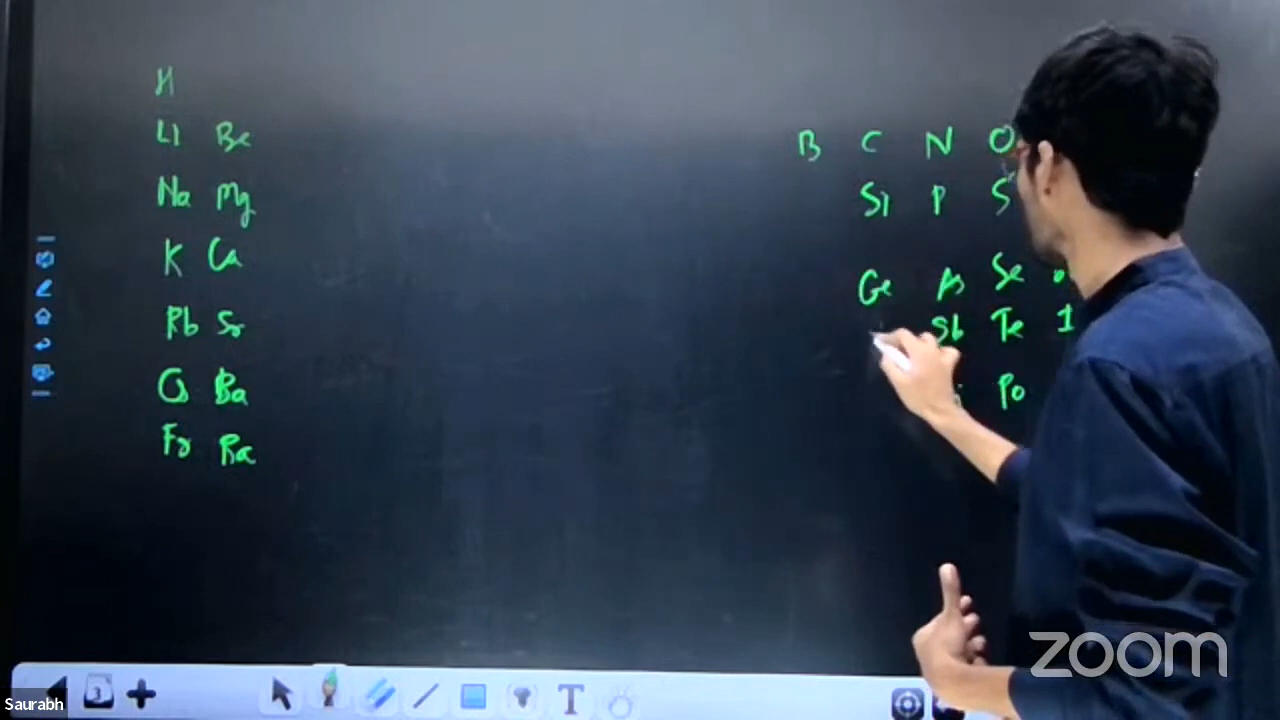 H
Li Be B C N O
Na Mg Si P S
K Ca Ge As Se
Rb Sr Sb Te I
Cs Ba Po
Fr Ra
zoom
3
T
Saurabh